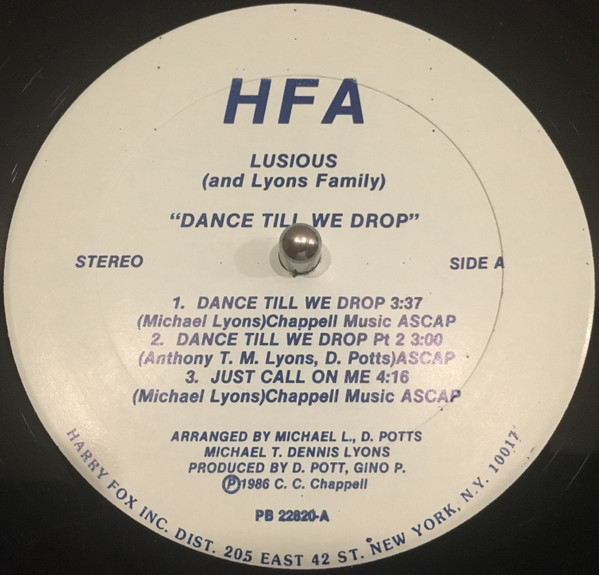 HFA
LUSIOUS
(and Lyons Family)
“DANCE TILL WE DROP”
STEREO
SIDE A
1. DANCE TILL WE DROP 3:37
(Michael Lyons)Chappell Music ASCAP
2. DANCE TILL WE DROP Pt 2 3:00
(Anthony T. M. Lyons, D. Potts)ASCAP
3. JUST CALL ON ME 4:16
(Michael Lyons)Chappell Music ASCAP
ARRANGED BY MICHAEL L., D. POTTS
MICHAEL T. DENNIS LYONS
PRODUCED BY D. POTT, GINO P.
Ⓟ1986 C. C. Chappell
PB 22820-A
HARRY FOX INC. DIST. 205 EAST 42 ST. NEW YORK, N.Y. 10017